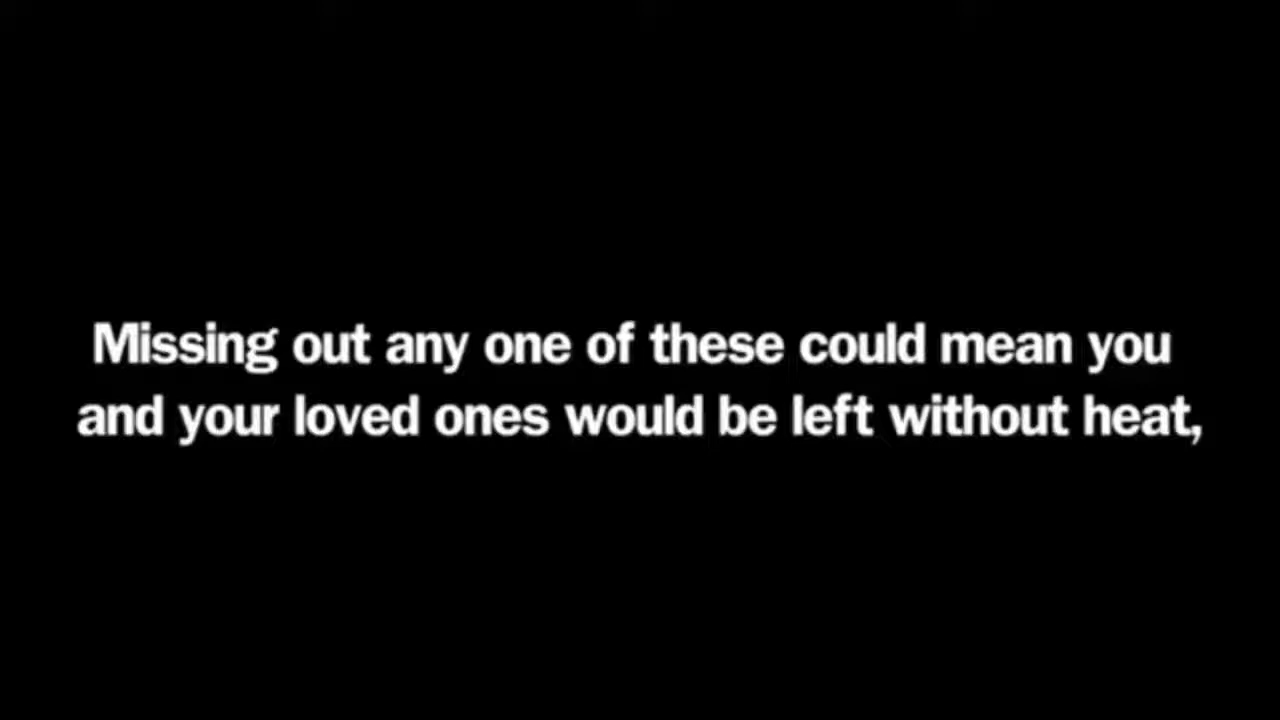 Missing out any one of these could mean you
and your loved ones would be left without heat,